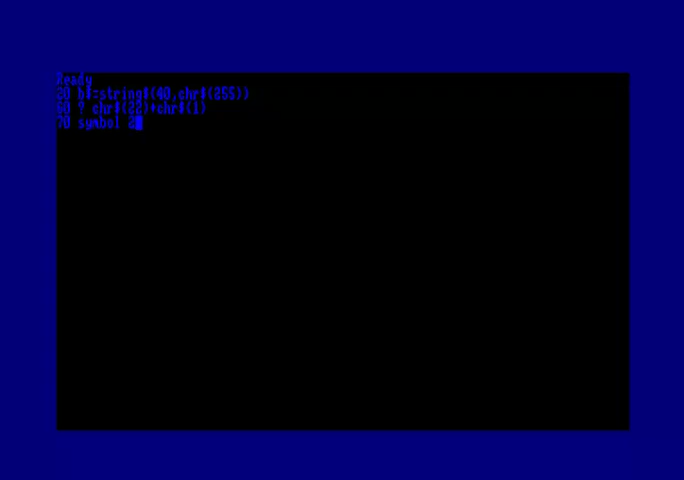 Ready
20 b$=string$(40,chr$(255))
60 ? chr$(22)+chr$(1)
70 symbol 2